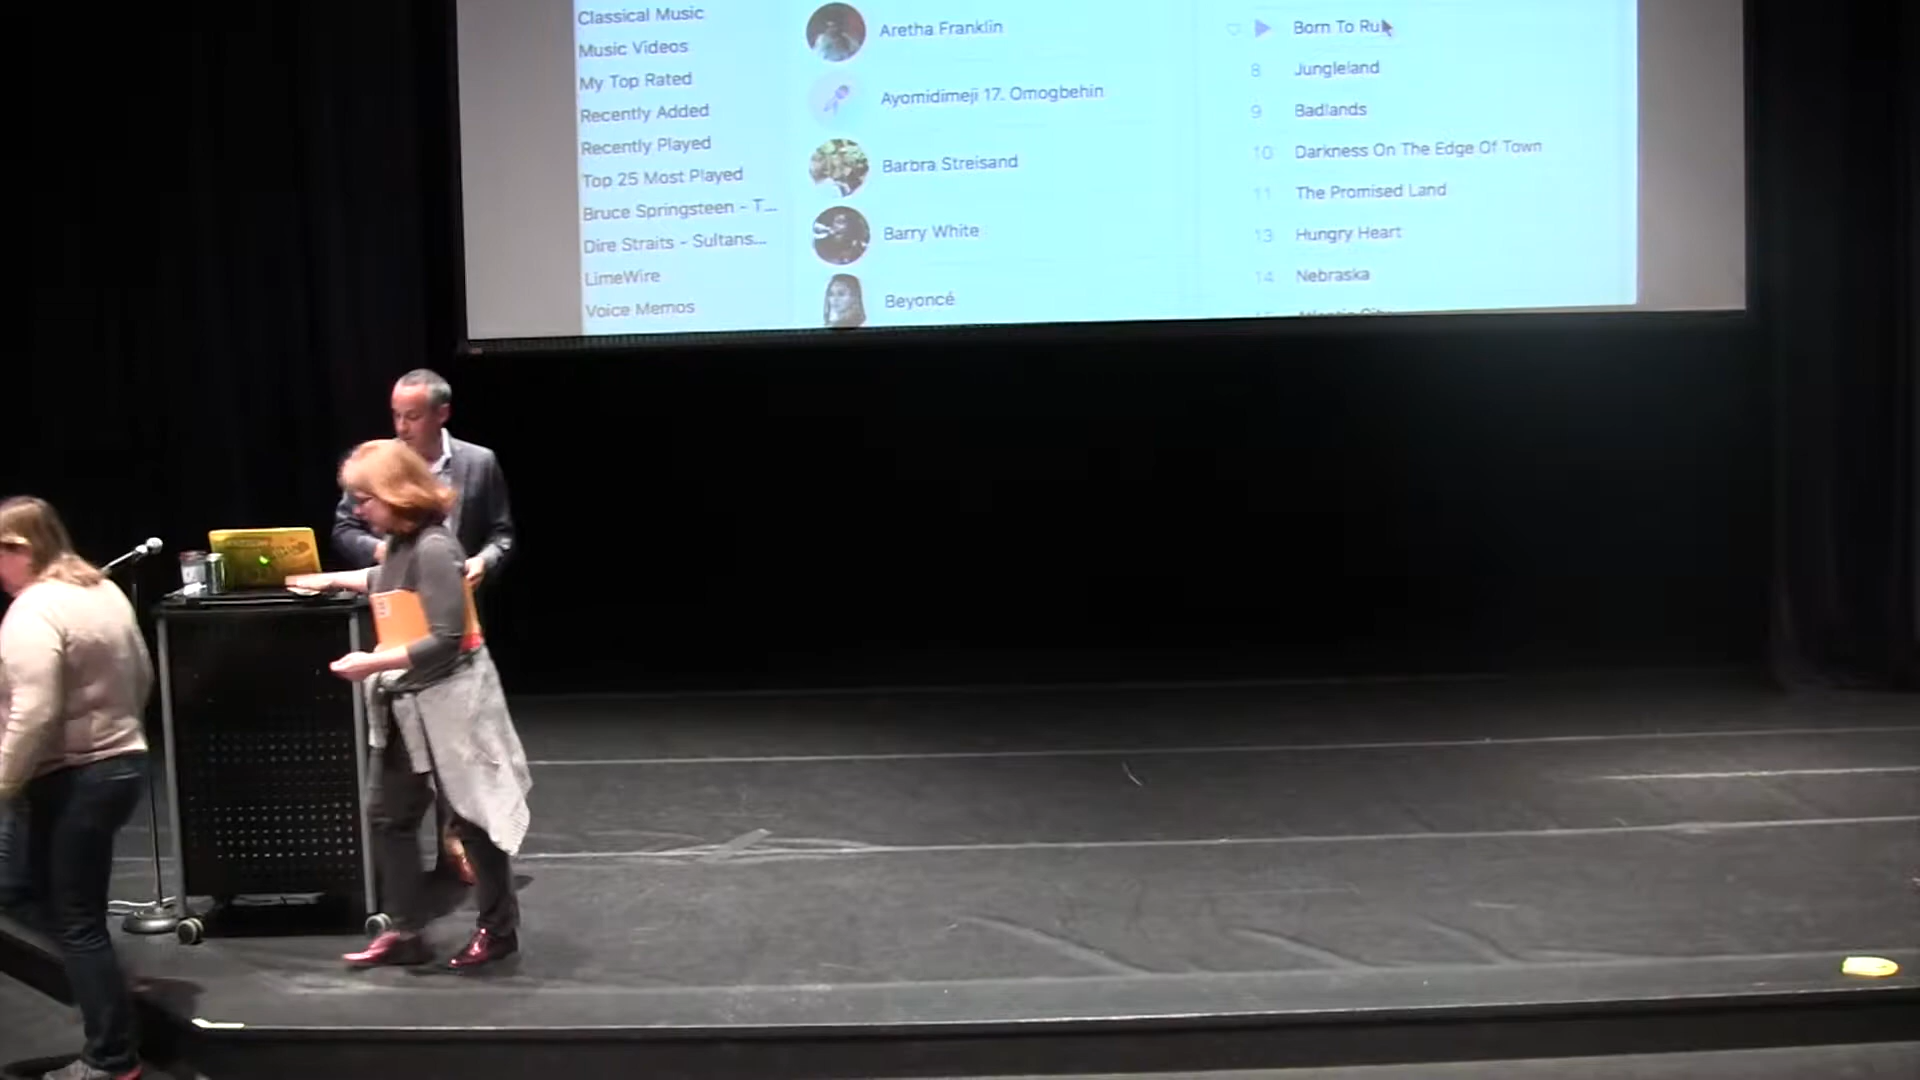 Classical Music
Music Videos
My Top Rated
Recently Added
Recently Played
Top 25 Most Played
Bruce Springsteen - T...
Dire Straits - Sultans...
LimeWire
Voice Memos
Aretha Franklin
Ayomidimeji 17. Omogbehin
Barbra Streisand
Barry White
Beyoncé
Born To Ru
8 Jungleland
9 Badlands
10 Darkness On The Edge Of Town
11 The Promised Land
13 Hungry Heart
14 Nebraska